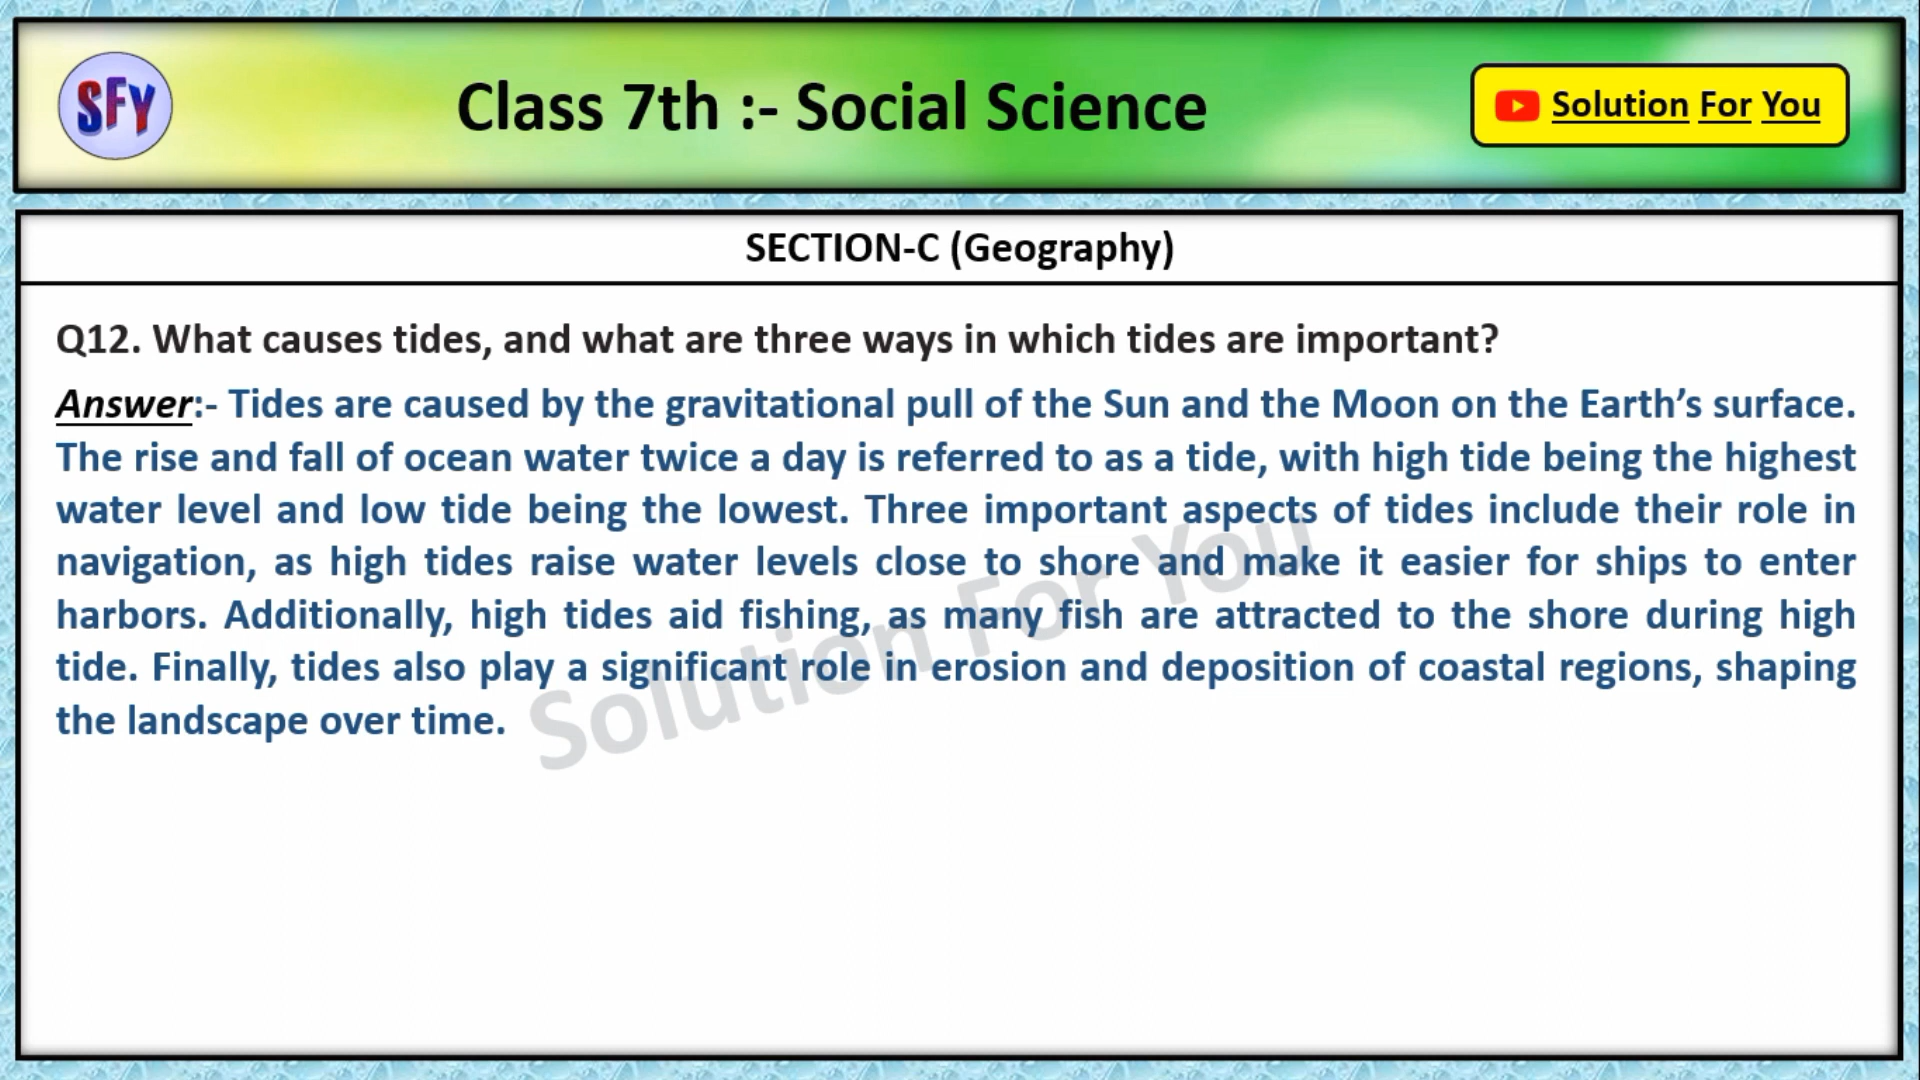 SFY
Class 7th :- Social Science
Solution For You
SECTION-C (Geography)
Q12. What causes tides, and what are three ways in which tides are important?
Answer:- Tides are caused by the gravitational pull of the Sun and the Moon on the Earth’s surface.
The rise and fall of ocean water twice a day is referred to as a tide, with high tide being the highest
water level and low tide being the lowest. Three important aspects of tides include their role in
navigation, as high tides raise water levels close to shore and make it easier for ships to enter
harbors. Additionally, high tides aid fishing, as many fish are attracted to the shore during high
tide. Finally, tides also play a significant role in erosion and deposition of coastal regions, shaping
the landscape over time.
Solution For You